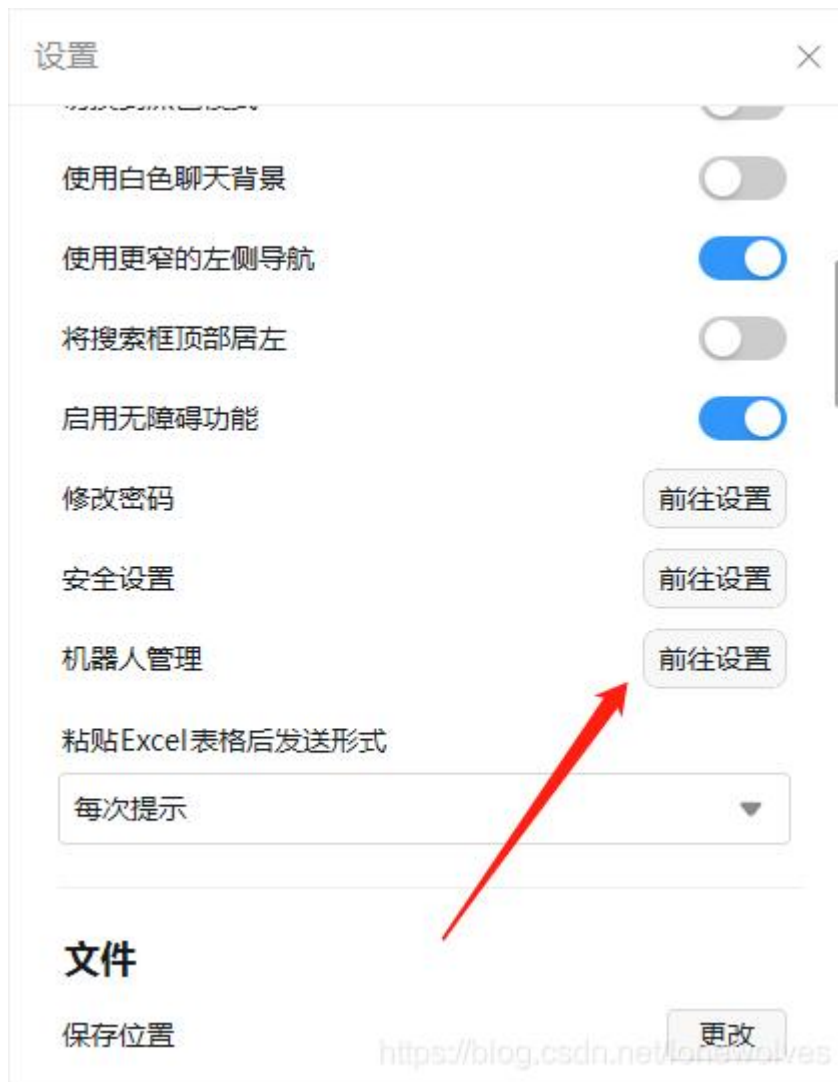 设置
使用白色聊天背景
使用更窄的左侧导航
将搜索框顶部居左
启用无障碍功能
修改密码 前往设置
安全设置 前往设置
机器人管理 前往设置
粘贴Excel表格后发送形式
每次提示
文件
保存位置 更改
https://blog.csdn.net/lonewolves